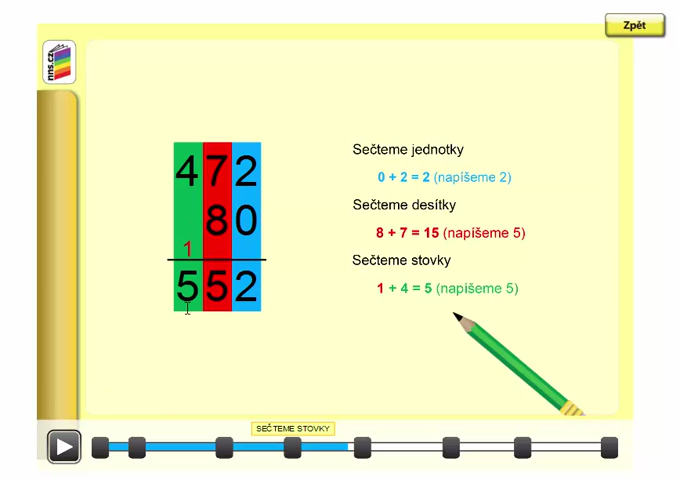 Zpět
nns.cz
472
80
1
552
Sečteme jednotky
0 + 2 = 2 (napíšeme 2)
Sečteme desítky
8 + 7 = 15 (napíšeme 5)
Sečteme stovky
1 + 4 = 5 (napíšeme 5)
SEČTEME STOVKY